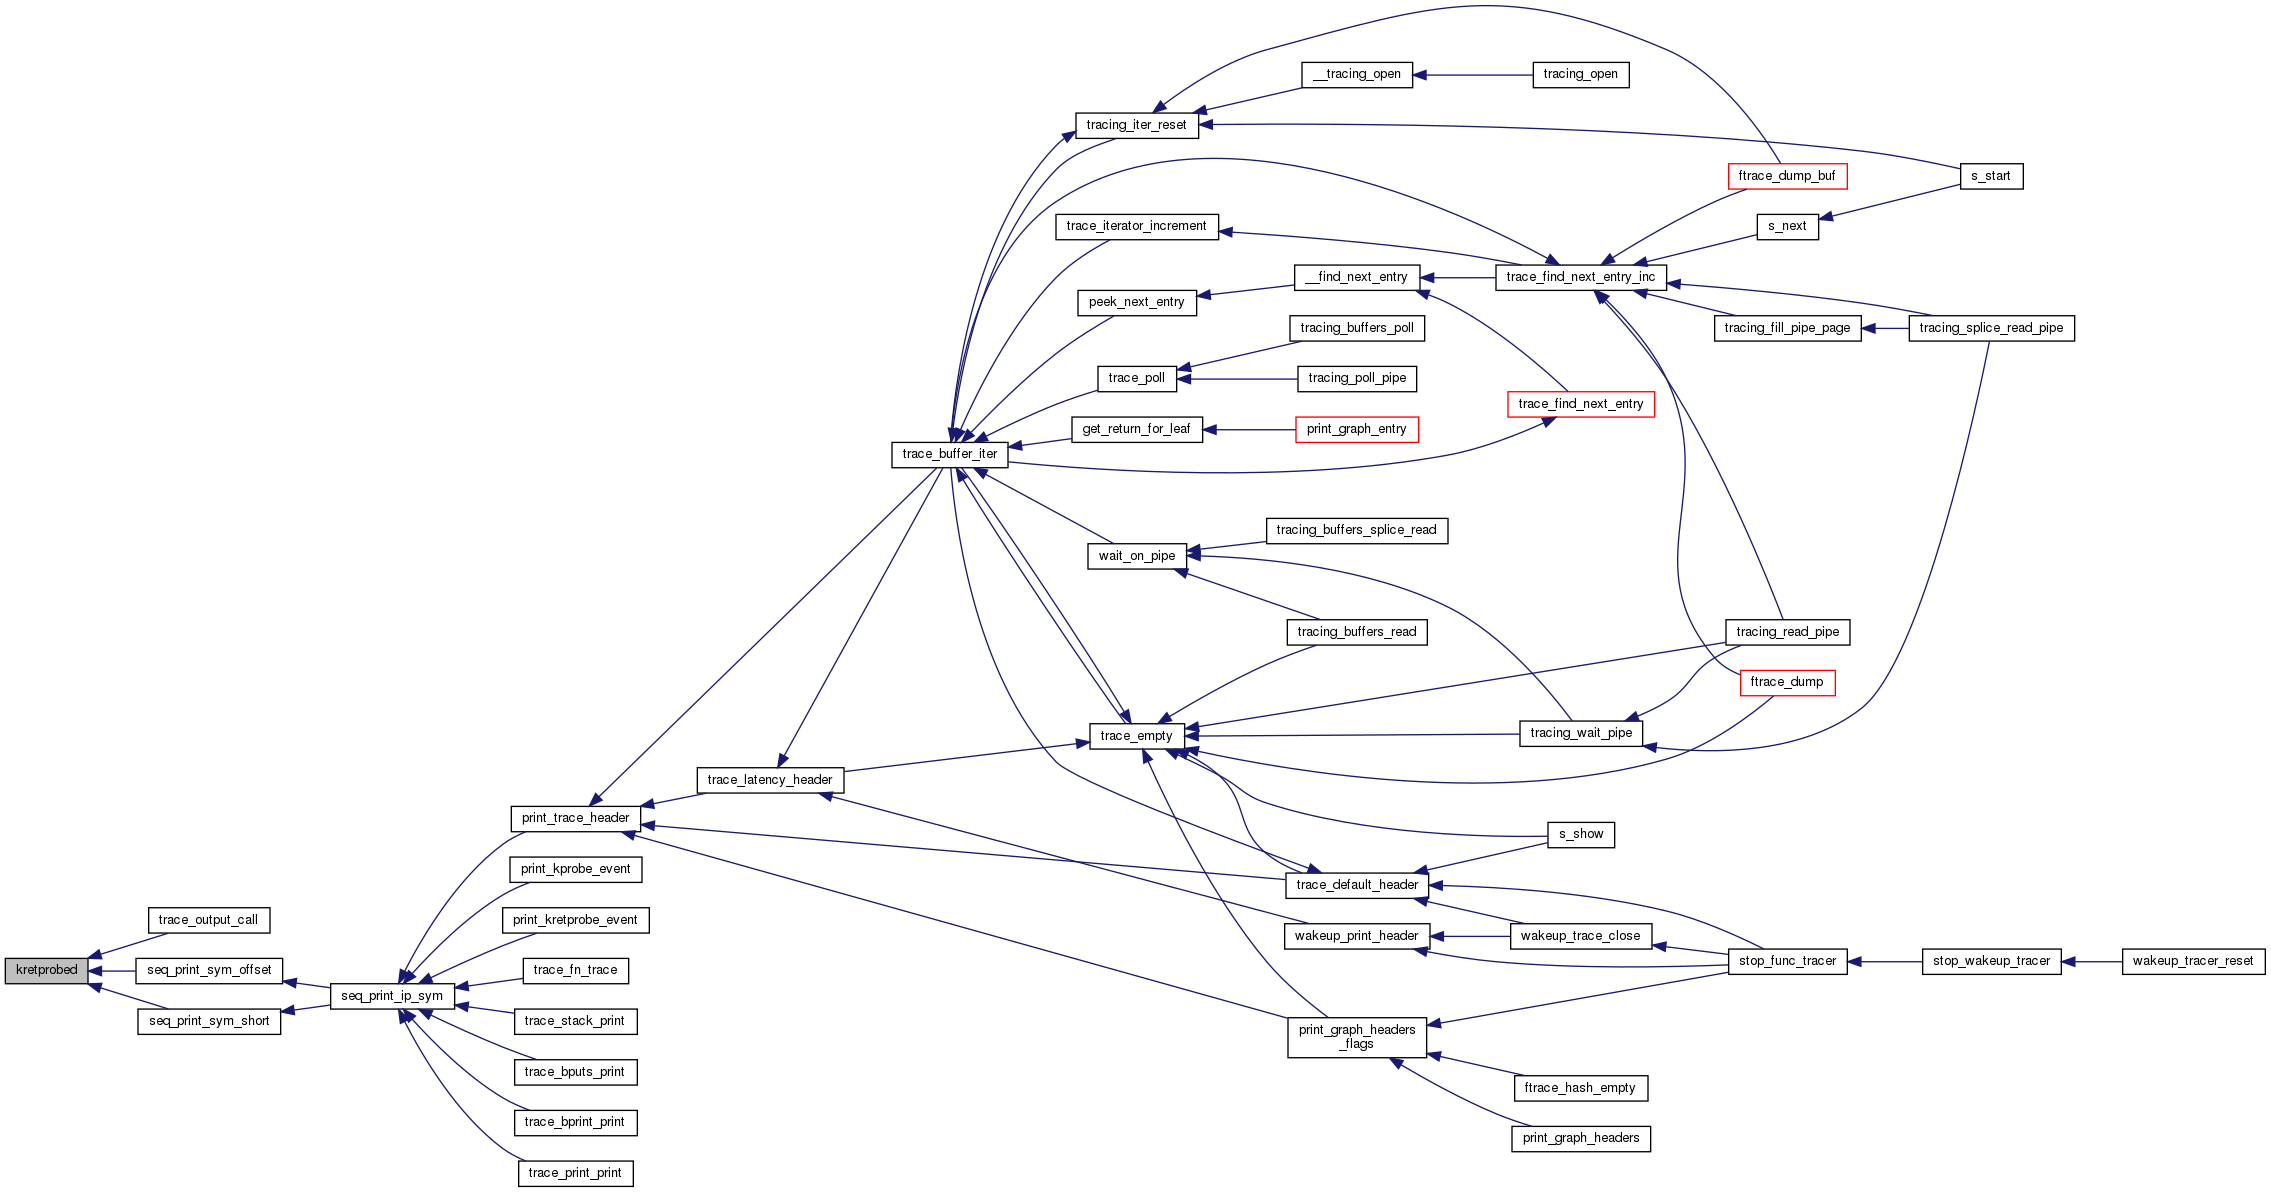 __tracing_open
tracing_open
tracing_iter_reset
ftrace_dump_buf
s_start
trace_iterator_increment
s_next
__find_next_entry
trace_find_next_entry_inc
peek_next_entry
tracing_buffers_poll
tracing_fill_pipe_page
tracing_splice_read_pipe
trace_poll
tracing_poll_pipe
trace_find_next_entry
get_return_for_leaf
print_graph_entry
trace_buffer_iter
tracing_buffers_splice_read
wait_on_pipe
tracing_buffers_read
tracing_read_pipe
ftrace_dump
trace_empty
tracing_wait_pipe
trace_latency_header
print_trace_header
s_show
print_kprobe_event
trace_default_header
trace_output_call
print_kretprobe_event
wakeup_print_header
wakeup_trace_close
kretprobed
seq_print_sym_offset
trace_fn_trace
stop_func_tracer
stop_wakeup_tracer
wakeup_tracer_reset
seq_print_ip_sym
seq_print_sym_short
trace_stack_print
print_graph_headers
_flags
trace_bputs_print
ftrace_hash_empty
trace_bprint_print
print_graph_headers
trace_print_print